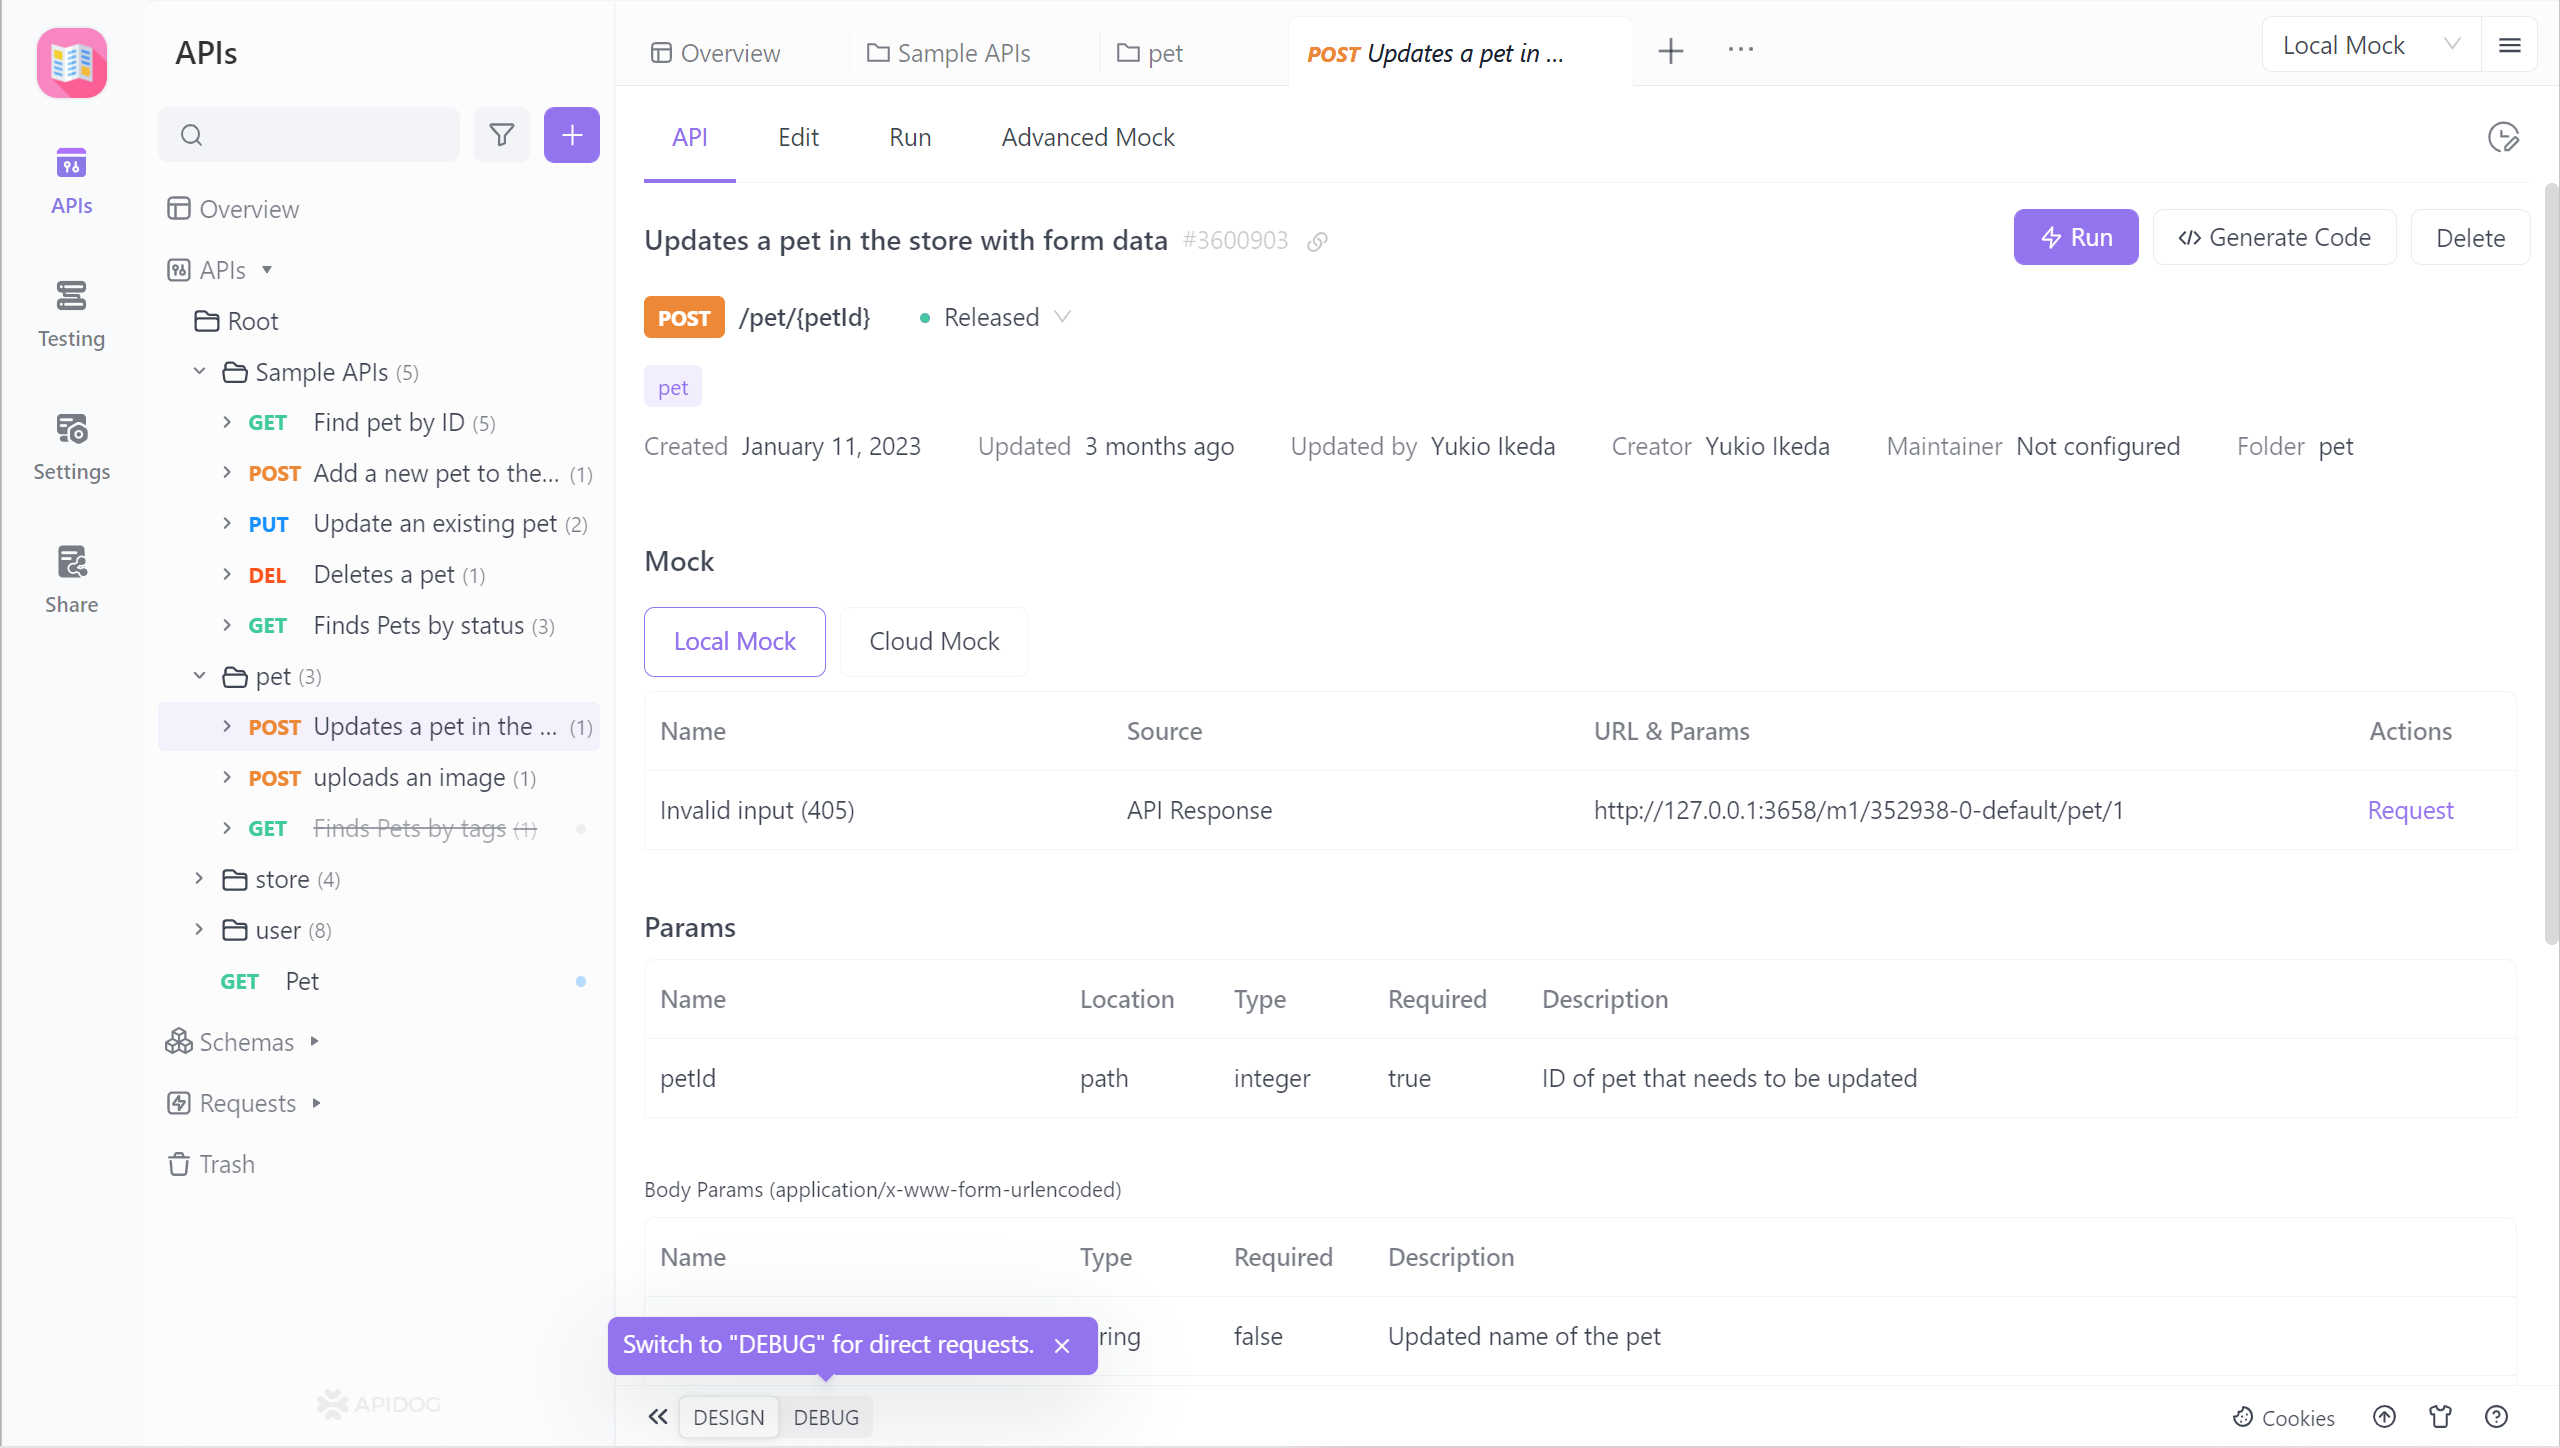 APIs
Testing
Settings
Share
APIs
Overview
APIs
Root
Sample APIs (5)
GET Find pet by ID (5)
POST Add a new pet to the... (1)
PUT Update an existing pet (2)
DEL Deletes a pet (1)
GET Finds Pets by status (3)
pet (3)
POST Updates a pet in the ... (1)
POST uploads an image (1)
GET Finds Pets by tags (1)
store (4)
user (8)
GET Pet
Schemas
Requests
Trash
APIDOG
Overview
Sample APIs
pet
POST Updates a pet in ...
Local Mock
API Edit Run Advanced Mock
Updates a pet in the store with form data #3600903
Run
</> Generate Code
Delete
POST /pet/{petId} Released
pet
Created January 11, 2023 Updated 3 months ago Updated by Yukio Ikeda Creator Yukio Ikeda Maintainer Not configured Folder pet
Mock
Local Mock Cloud Mock
Name Source URL & Params Actions
Invalid input (405) API Response http://127.0.0.1:3658/m1/352938-0-default/pet/1 Request
Params
Name Location Type Required Description
petId path integer true ID of pet that needs to be updated
Body Params (application/x-www-form-urlencoded)
Name Type Required Description
ring false Updated name of the pet
Switch to "DEBUG" for direct requests.
DESIGN DEBUG
Cookies